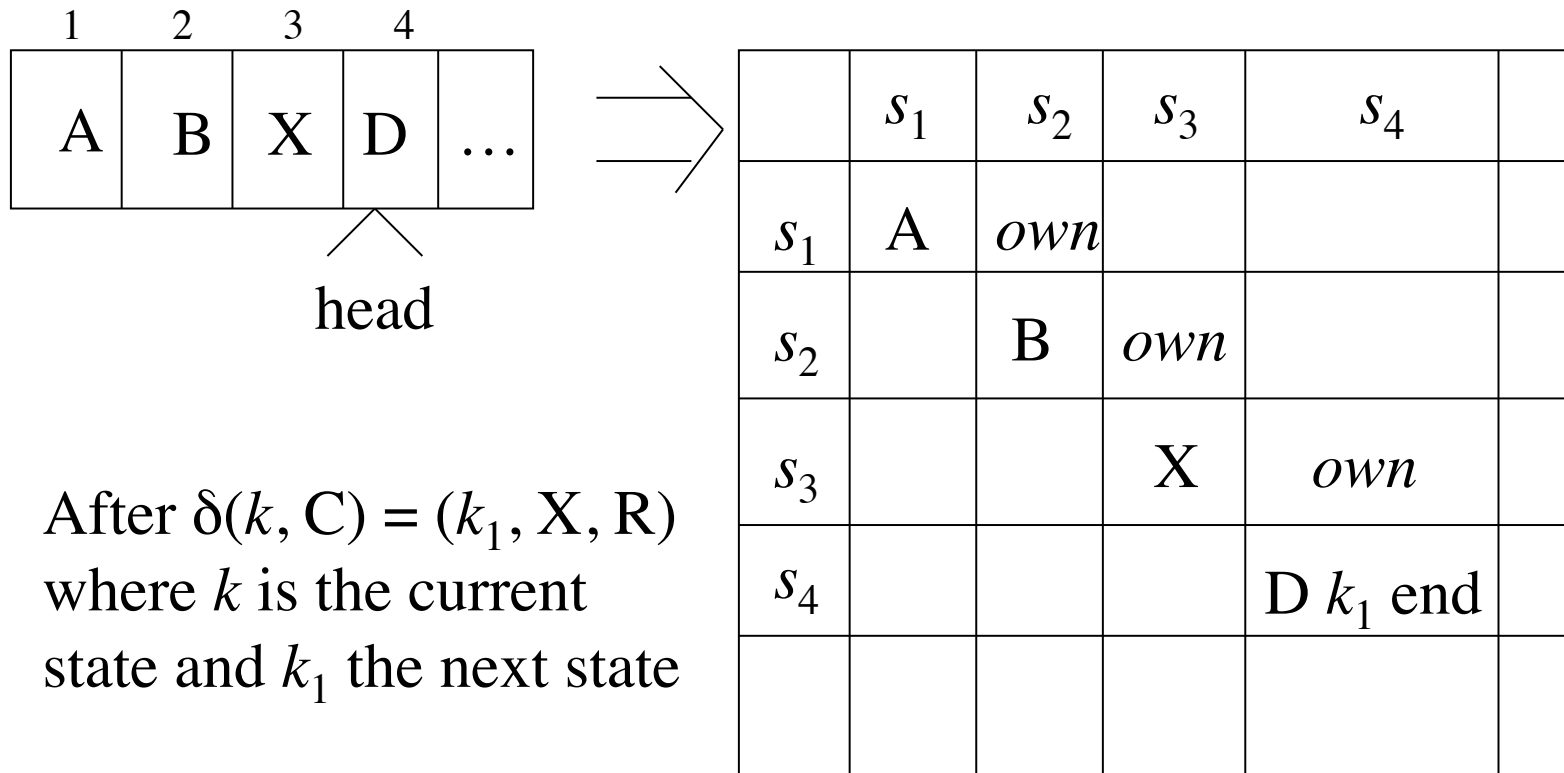 1 2 3 4
A B X D …
head
After δ(k, C) = (k₁, X, R)
where k is the current
state and k₁ the next state
s₁ s₂ s₃ s₄
s₁ A own
s₂ B own
s₃ X own
s₄ D k₁ end